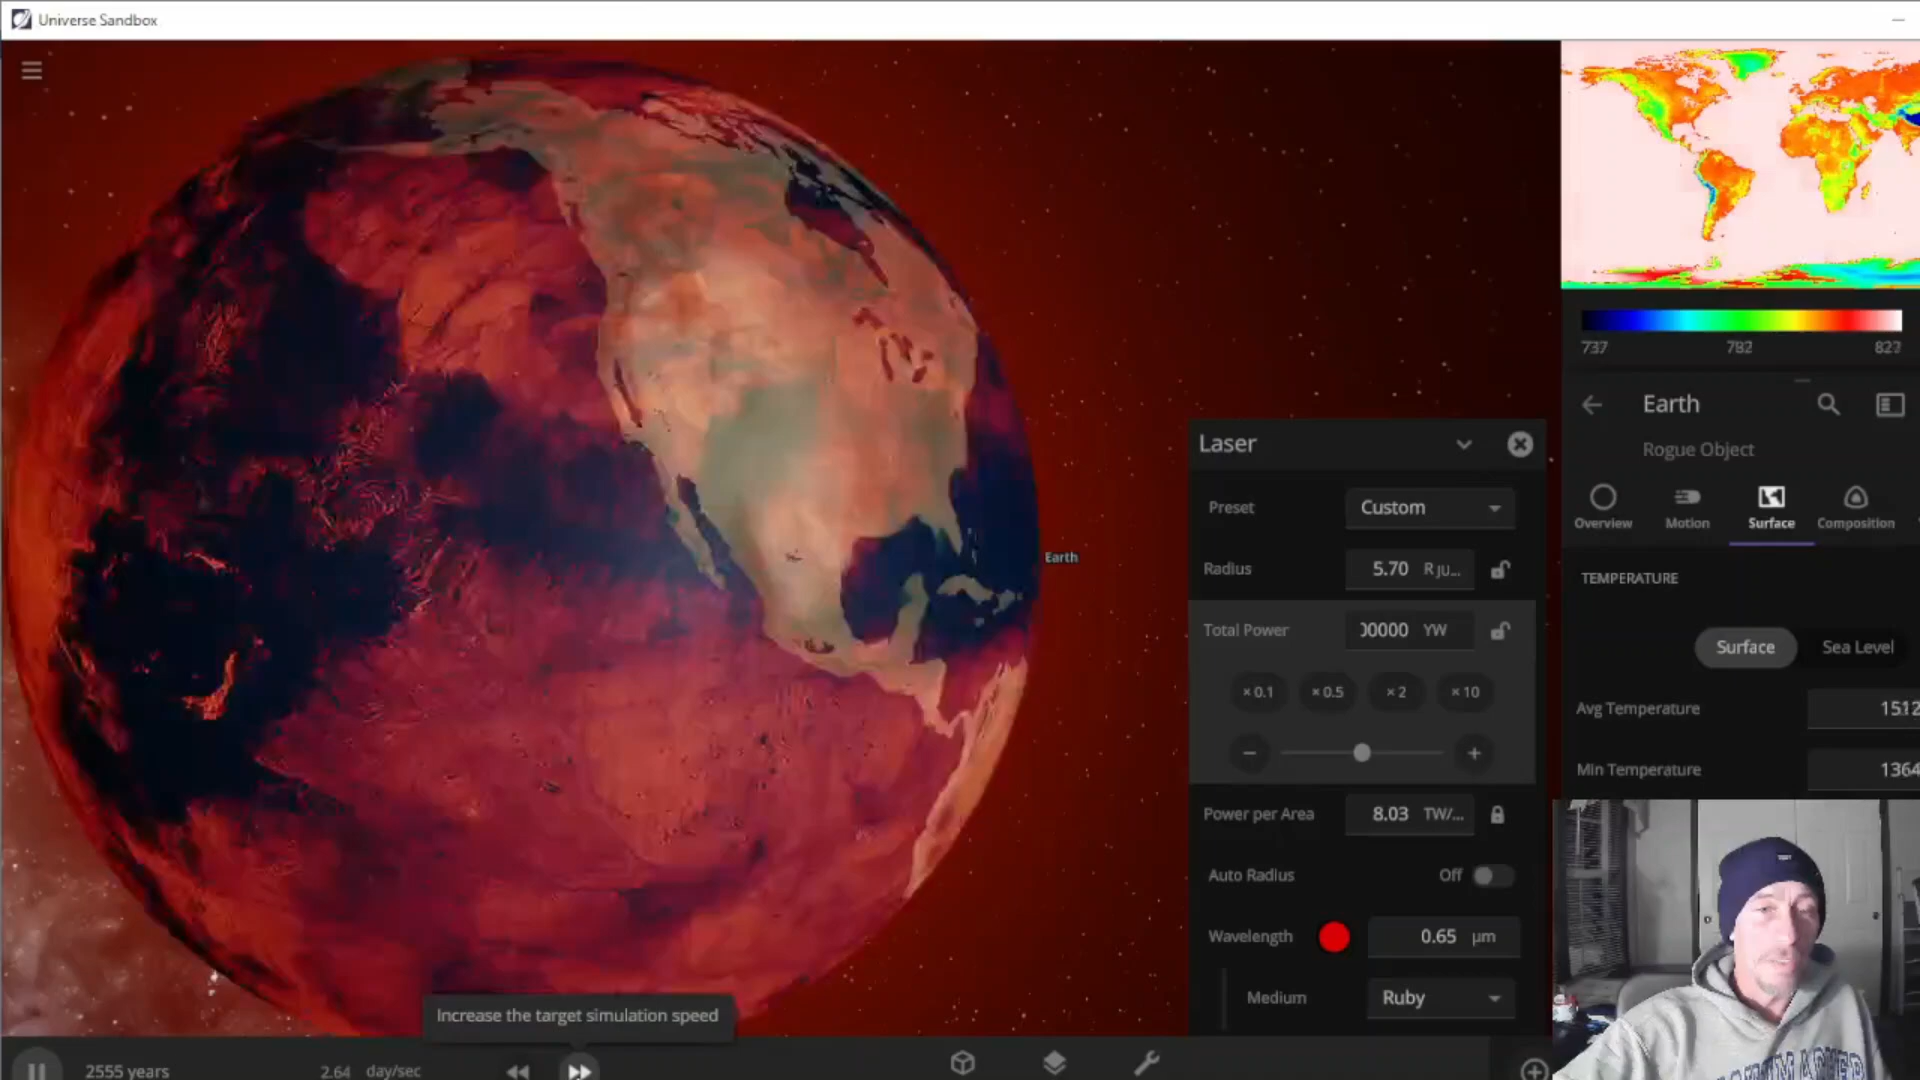 Universe Sandbox
737
782
827
Earth
Rogue Object
Overview
Motion
Surface
Composition
TEMPERATURE
Surface
Sea Level
Avg Temperature
1512
Min Temperature
1364
Earth
Laser
Preset
Custom
Radius
5.70 R JU...
Total Power
00000 YW
× 0.1
× 0.5
× 2
× 10
Power per Area
8.03 TW/...
Auto Radius
Off
Wavelength
0.65 µm
Medium
Ruby
Increase the target simulation speed
2555 years
2.64 day/sec